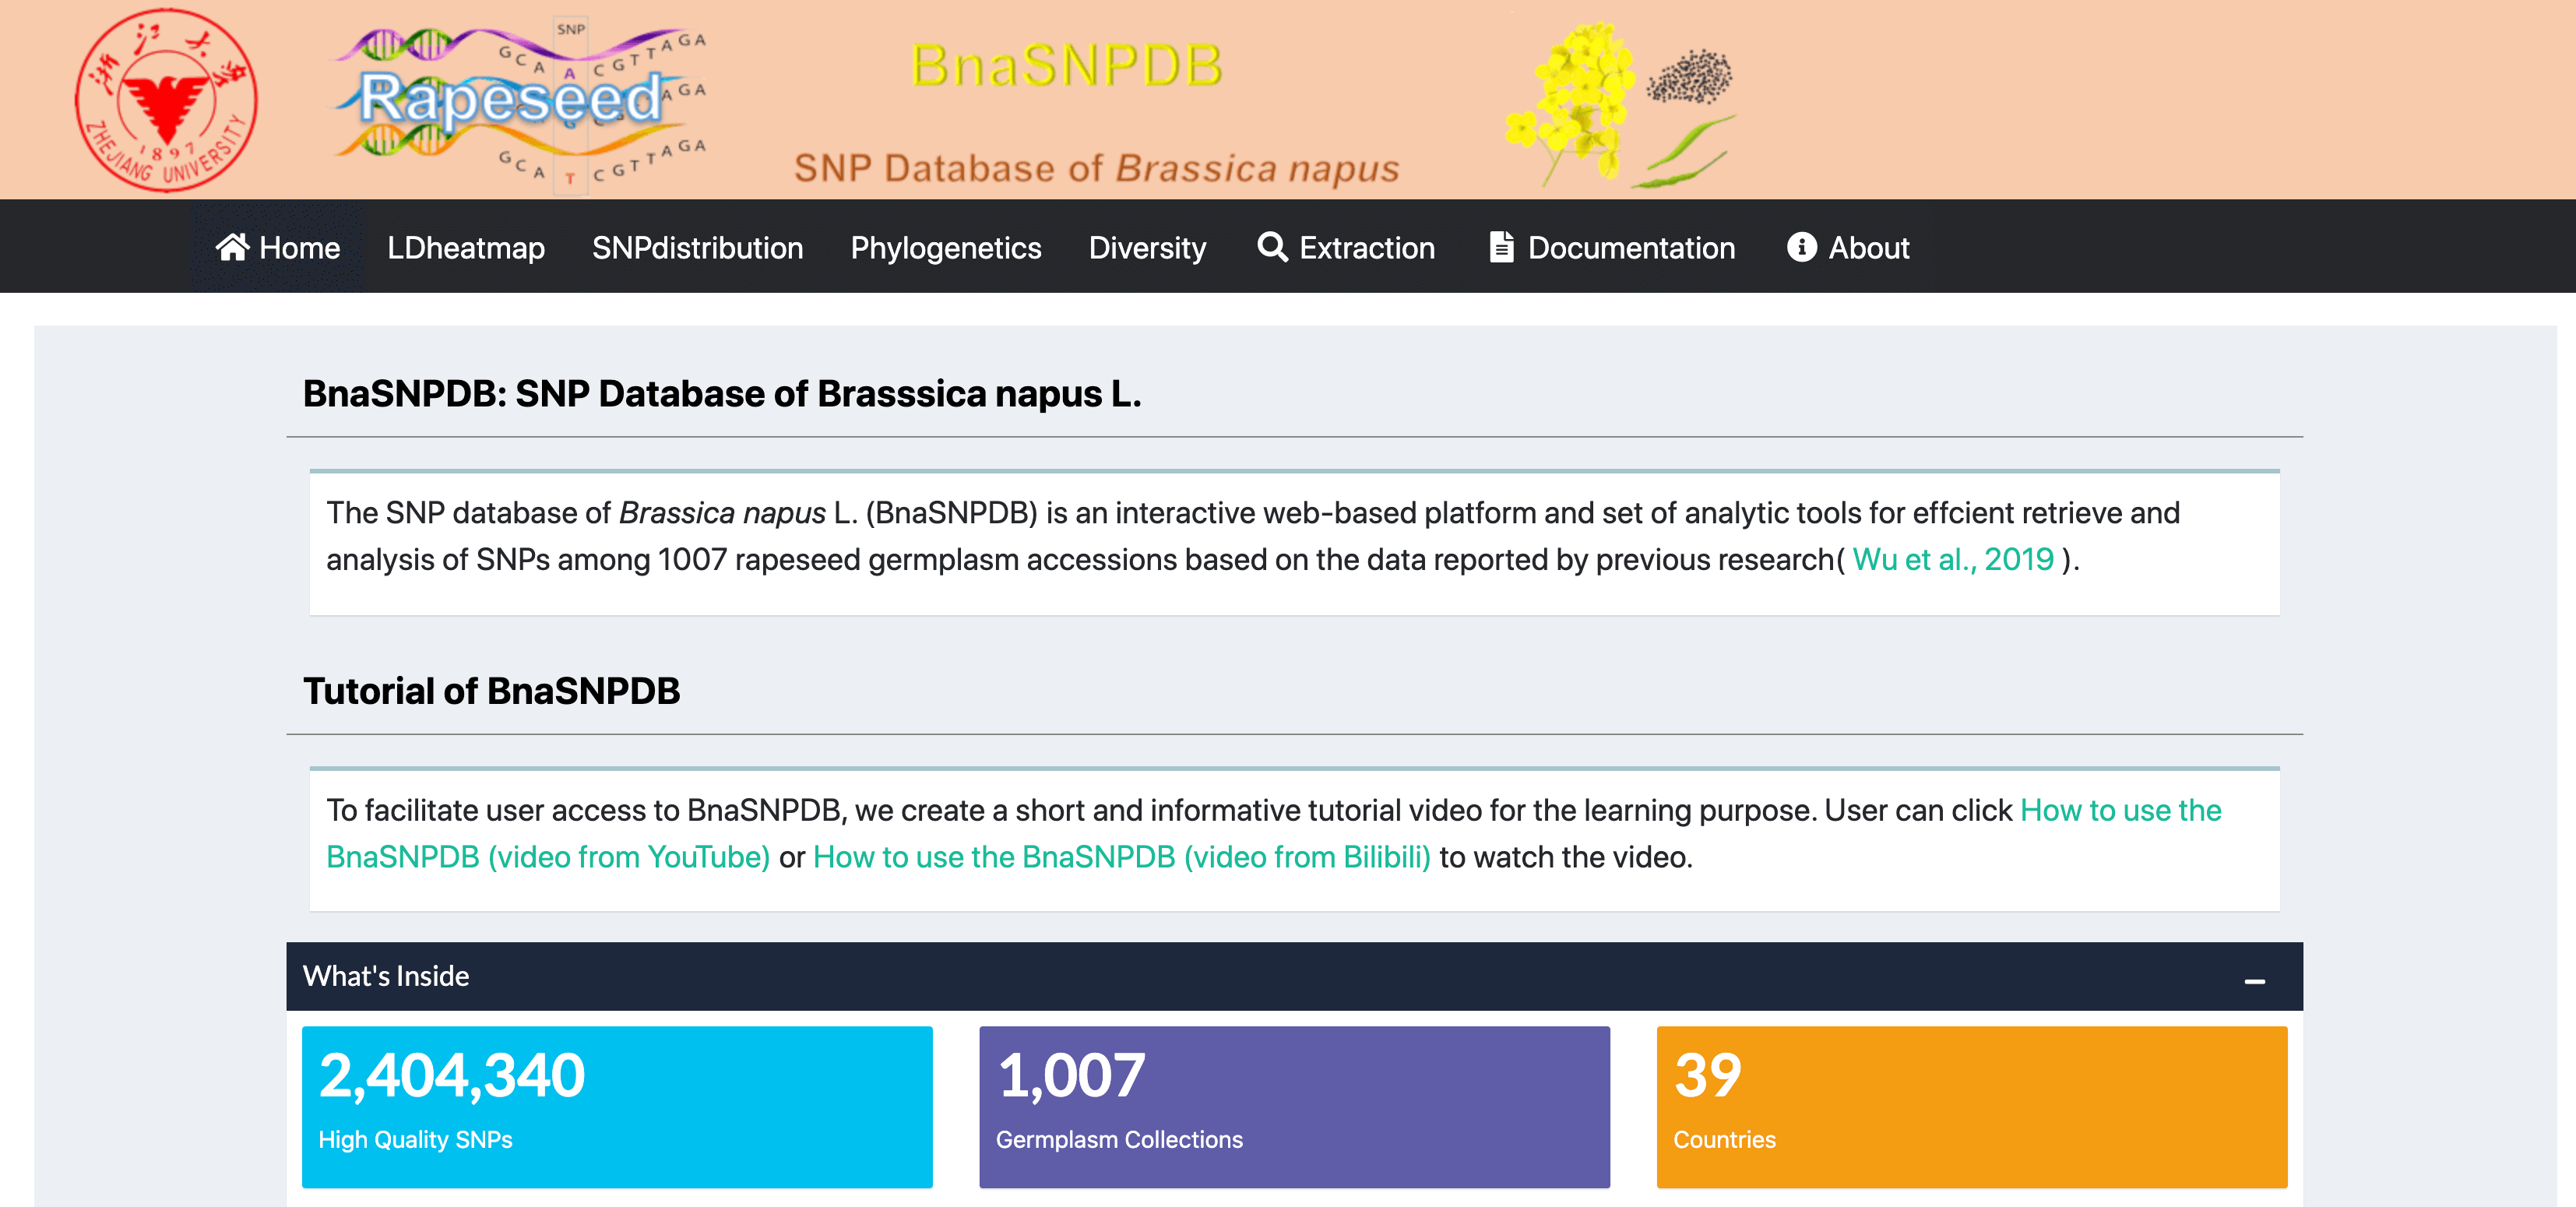 浙江大学
ZHEJIANG UNIVERSITY
1897
SNP
GCA A CGTTAGA
Rapeseed
AGA
G
GCA T CGTTAGA
BnaSNPDB
SNP Database of Brassica napus
Home LDheatmap SNPdistribution Phylogenetics Diversity Extraction Documentation About
BnaSNPDB: SNP Database of Brasssica napus L.
The SNP database of Brassica napus L. (BnaSNPDB) is an interactive web-based platform and set of analytic tools for effcient retrieve and
analysis of SNPs among 1007 rapeseed germplasm accessions based on the data reported by previous research( Wu et al., 2019 ).
Tutorial of BnaSNPDB
To facilitate user access to BnaSNPDB, we create a short and informative tutorial video for the learning purpose. User can click How to use the
BnaSNPDB (video from YouTube) or How to use the BnaSNPDB (video from Bilibili) to watch the video.
What's Inside
2,404,340
High Quality SNPs
1,007
Germplasm Collections
39
Countries